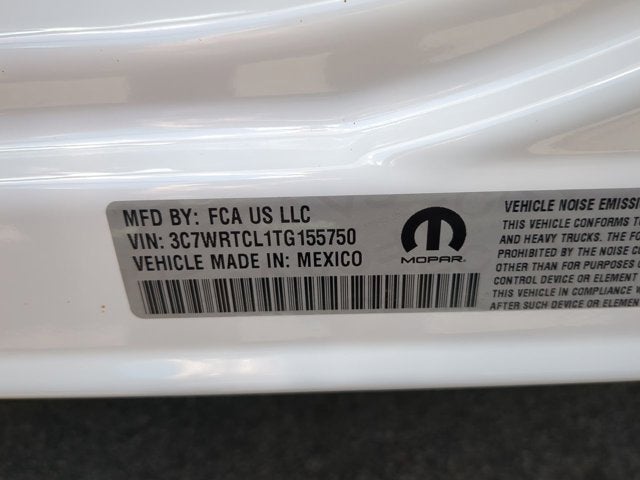 MFD BY: FCA US LLC
VIN: 3C7WRTCL1TG155750
VEHICLE MADE IN: MEXICO
MOPAR
VEHICLE NOISE EMISSI
THIS VEHICLE CONFORMS T
AND HEAVY TRUCKS. THE
PROHIBITED BY THE NOISE CO
OTHER THAN FOR PURPOSES O
CONTROL DEVICE OR ELEMENT
THIS VEHICLE IN COMPLIANCE W
AFTER SUCH DEVICE OR ELEMEN